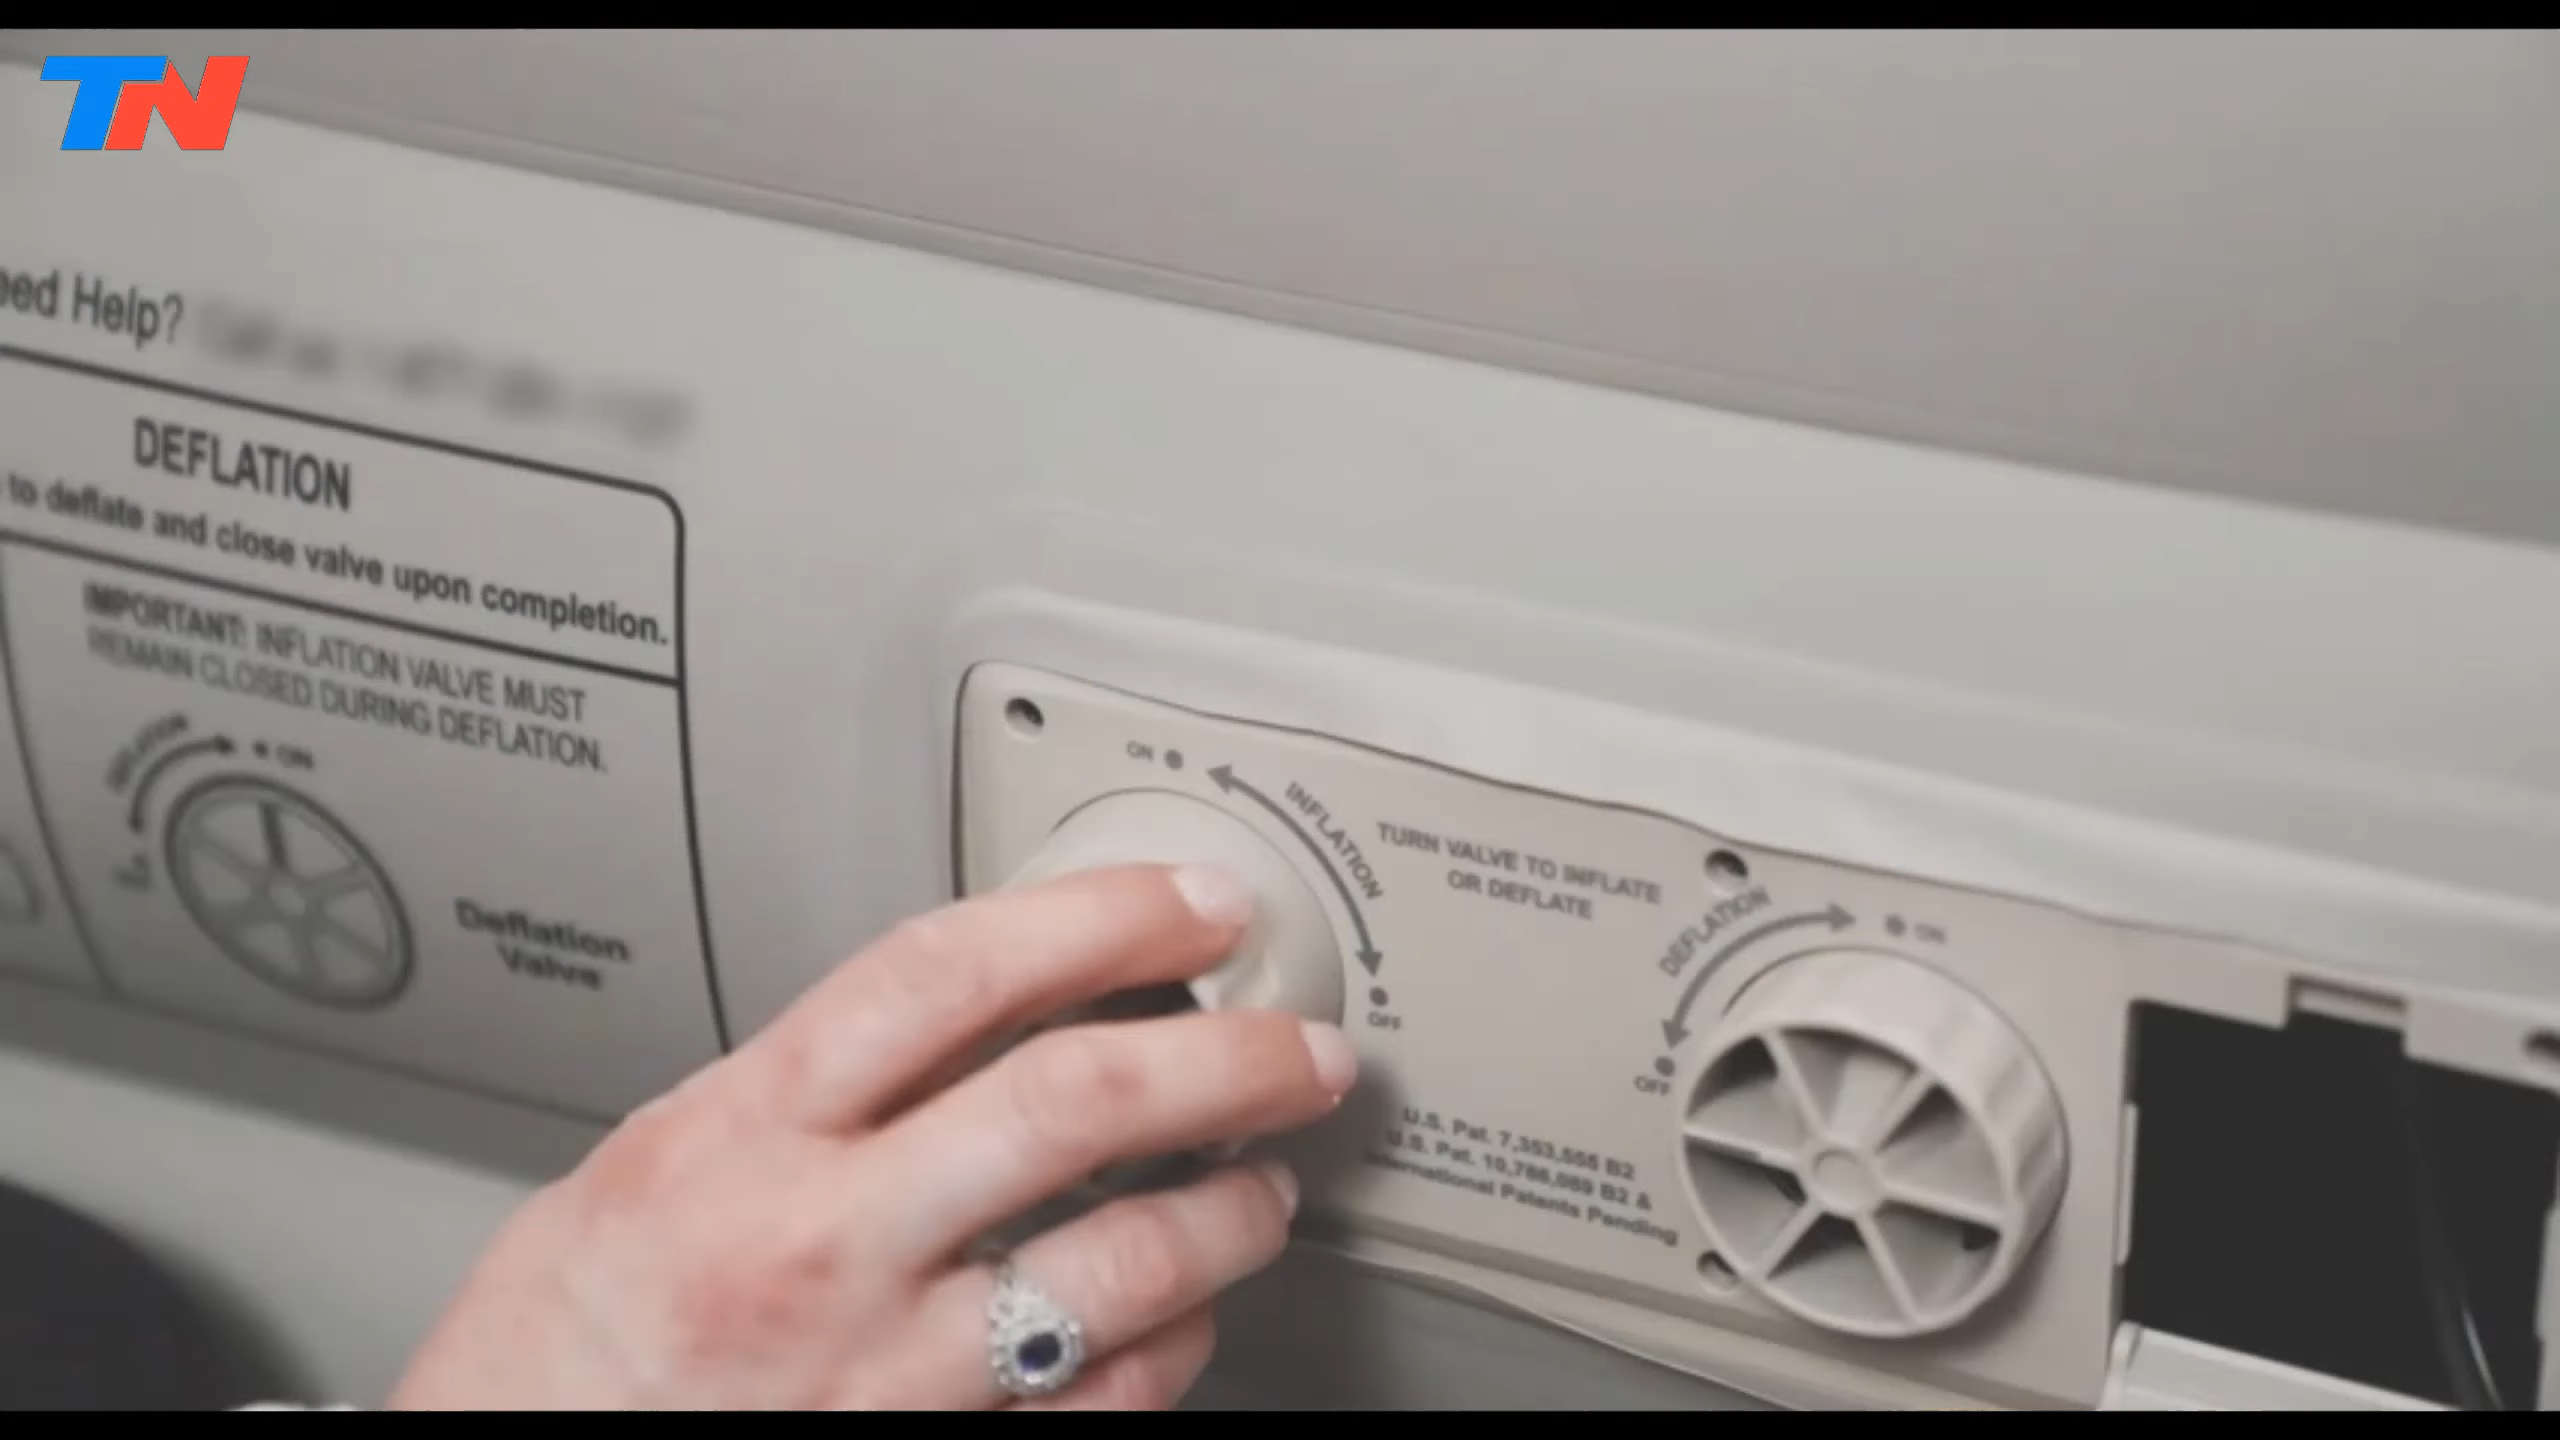 TN
eed Help?
DEFLATION
to deflate and close valve upon completion.
IMPORTANT: INFLATION VALVE MUST
REMAIN CLOSED DURING DEFLATION.
INFLATION
ON
Deflation
Valve
ON
INFLATION
OFF
TURN VALVE TO INFLATE
OR DEFLATE
DEFLATION
ON
OFF
U.S. Pat. 7,353,555 B2
U.S. Pat. 10,786,089 B2 &
International Patents Pending